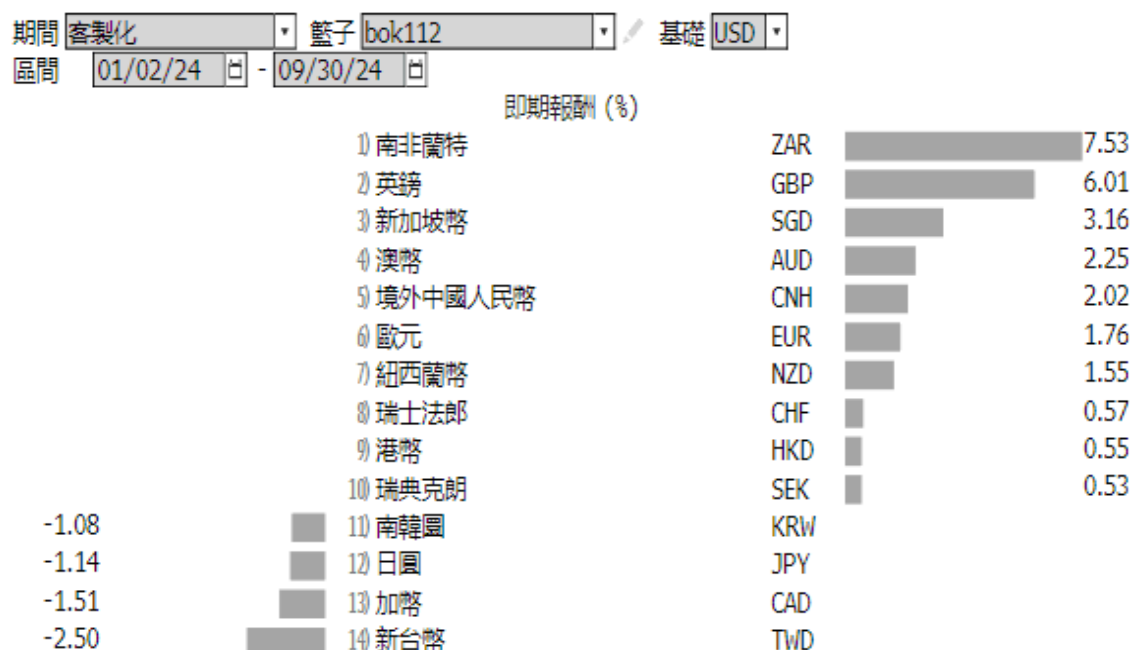 期間 客製化 籃子 bok112 基礎 USD
區間 01/02/24 - 09/30/24
即期報酬 (%)
1) 南非蘭特 ZAR 7.53
2) 英鎊 GBP 6.01
3) 新加坡幣 SGD 3.16
4) 澳幣 AUD 2.25
5) 境外中國人民幣 CNH 2.02
6) 歐元 EUR 1.76
7) 紐西蘭幣 NZD 1.55
8) 瑞士法郎 CHF 0.57
9) 港幣 HKD 0.55
10) 瑞典克朗 SEK 0.53
-1.08 11) 南韓圜 KRW
-1.14 12) 日圓 JPY
-1.51 13) 加幣 CAD
-2.50 14) 新台幣 TWD